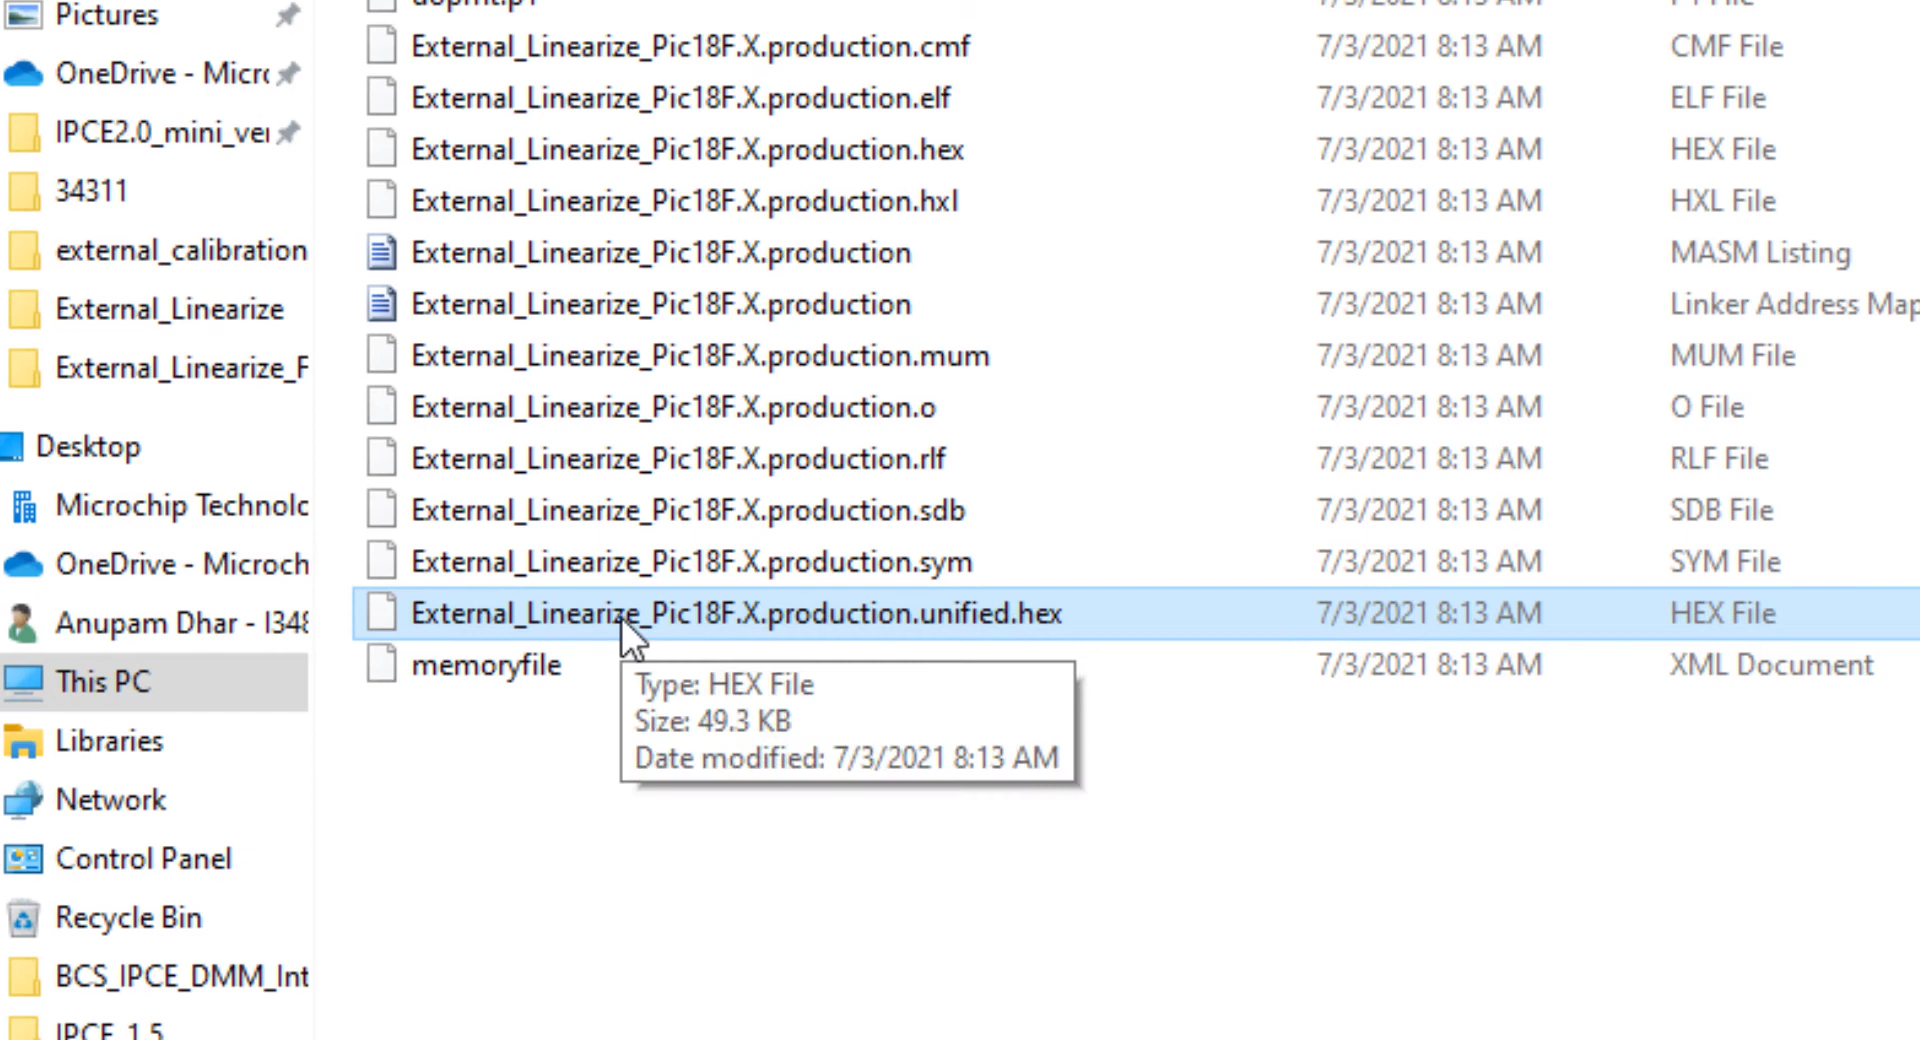 Pictures
OneDrive - Micro
IPCE2.0_mini_ver
34311
external_calibration
External_Linearize
External_Linearize_F
Desktop
Microchip Technolo
OneDrive - Microch
Anupam Dhar - I348
This PC
Libraries
Network
Control Panel
Recycle Bin
BCS_IPCE_DMM_Int
IPCE_1.5
External_Linearize_Pic18F.X.production.cmf 7/3/2021 8:13 AM CMF File
External_Linearize_Pic18F.X.production.elf 7/3/2021 8:13 AM ELF File
External_Linearize_Pic18F.X.production.hex 7/3/2021 8:13 AM HEX File
External_Linearize_Pic18F.X.production.hxl 7/3/2021 8:13 AM HXL File
External_Linearize_Pic18F.X.production 7/3/2021 8:13 AM MASM Listing
External_Linearize_Pic18F.X.production 7/3/2021 8:13 AM Linker Address Map
External_Linearize_Pic18F.X.production.mum 7/3/2021 8:13 AM MUM File
External_Linearize_Pic18F.X.production.o 7/3/2021 8:13 AM O File
External_Linearize_Pic18F.X.production.rlf 7/3/2021 8:13 AM RLF File
External_Linearize_Pic18F.X.production.sdb 7/3/2021 8:13 AM SDB File
External_Linearize_Pic18F.X.production.sym 7/3/2021 8:13 AM SYM File
External_Linearize_Pic18F.X.production.unified.hex 7/3/2021 8:13 AM HEX File
memoryfile 7/3/2021 8:13 AM XML Document
Type: HEX File
Size: 49.3 KB
Date modified: 7/3/2021 8:13 AM